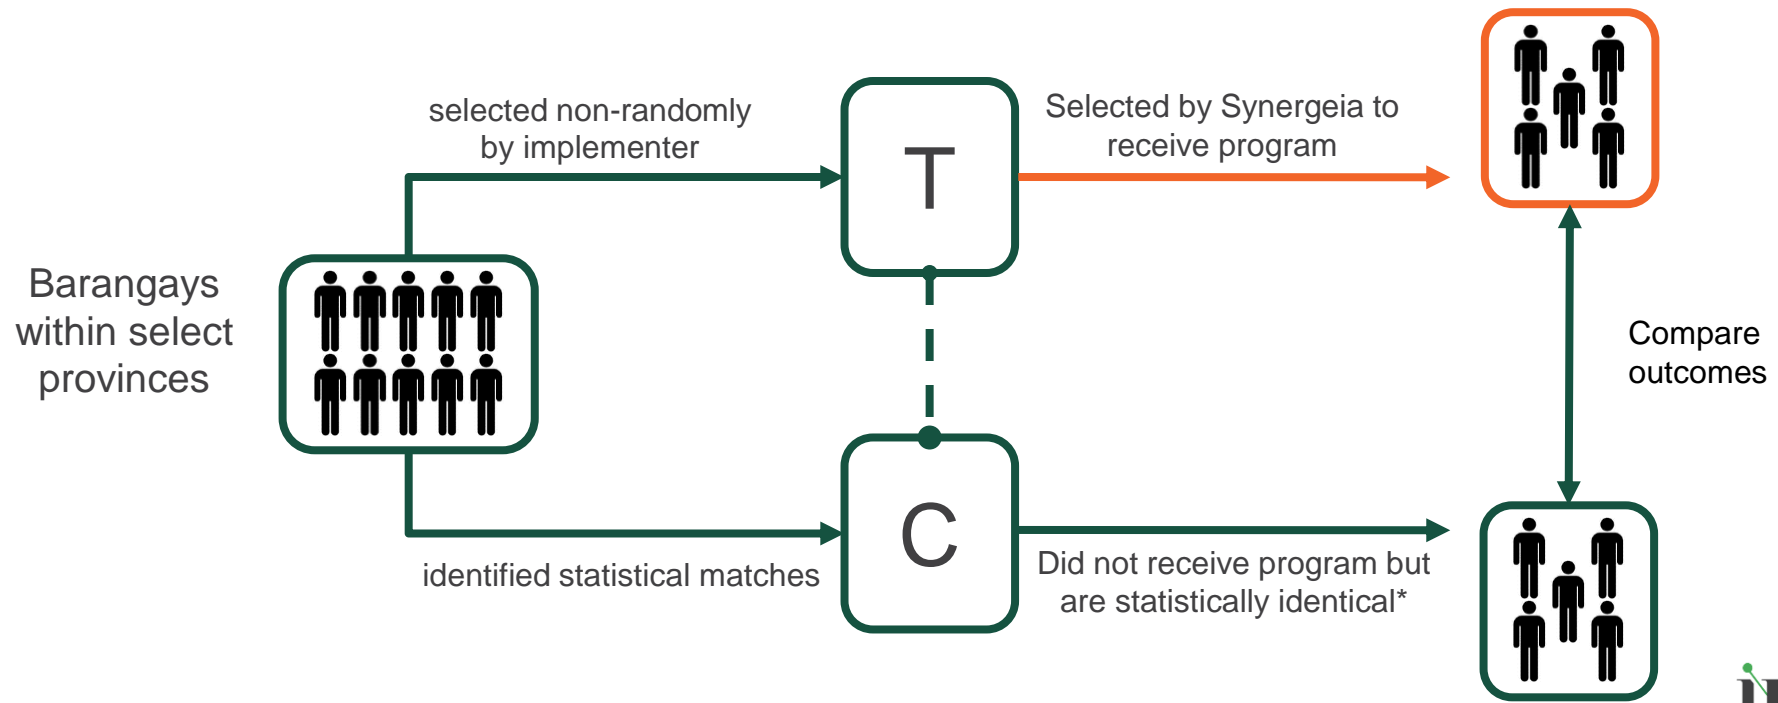 selected non-randomly
by implementer
T
Selected by Synergeia to
receive program
Barangays
within select
provinces
Compare
outcomes
identified statistical matches
C
Did not receive program but
are statistically identical*